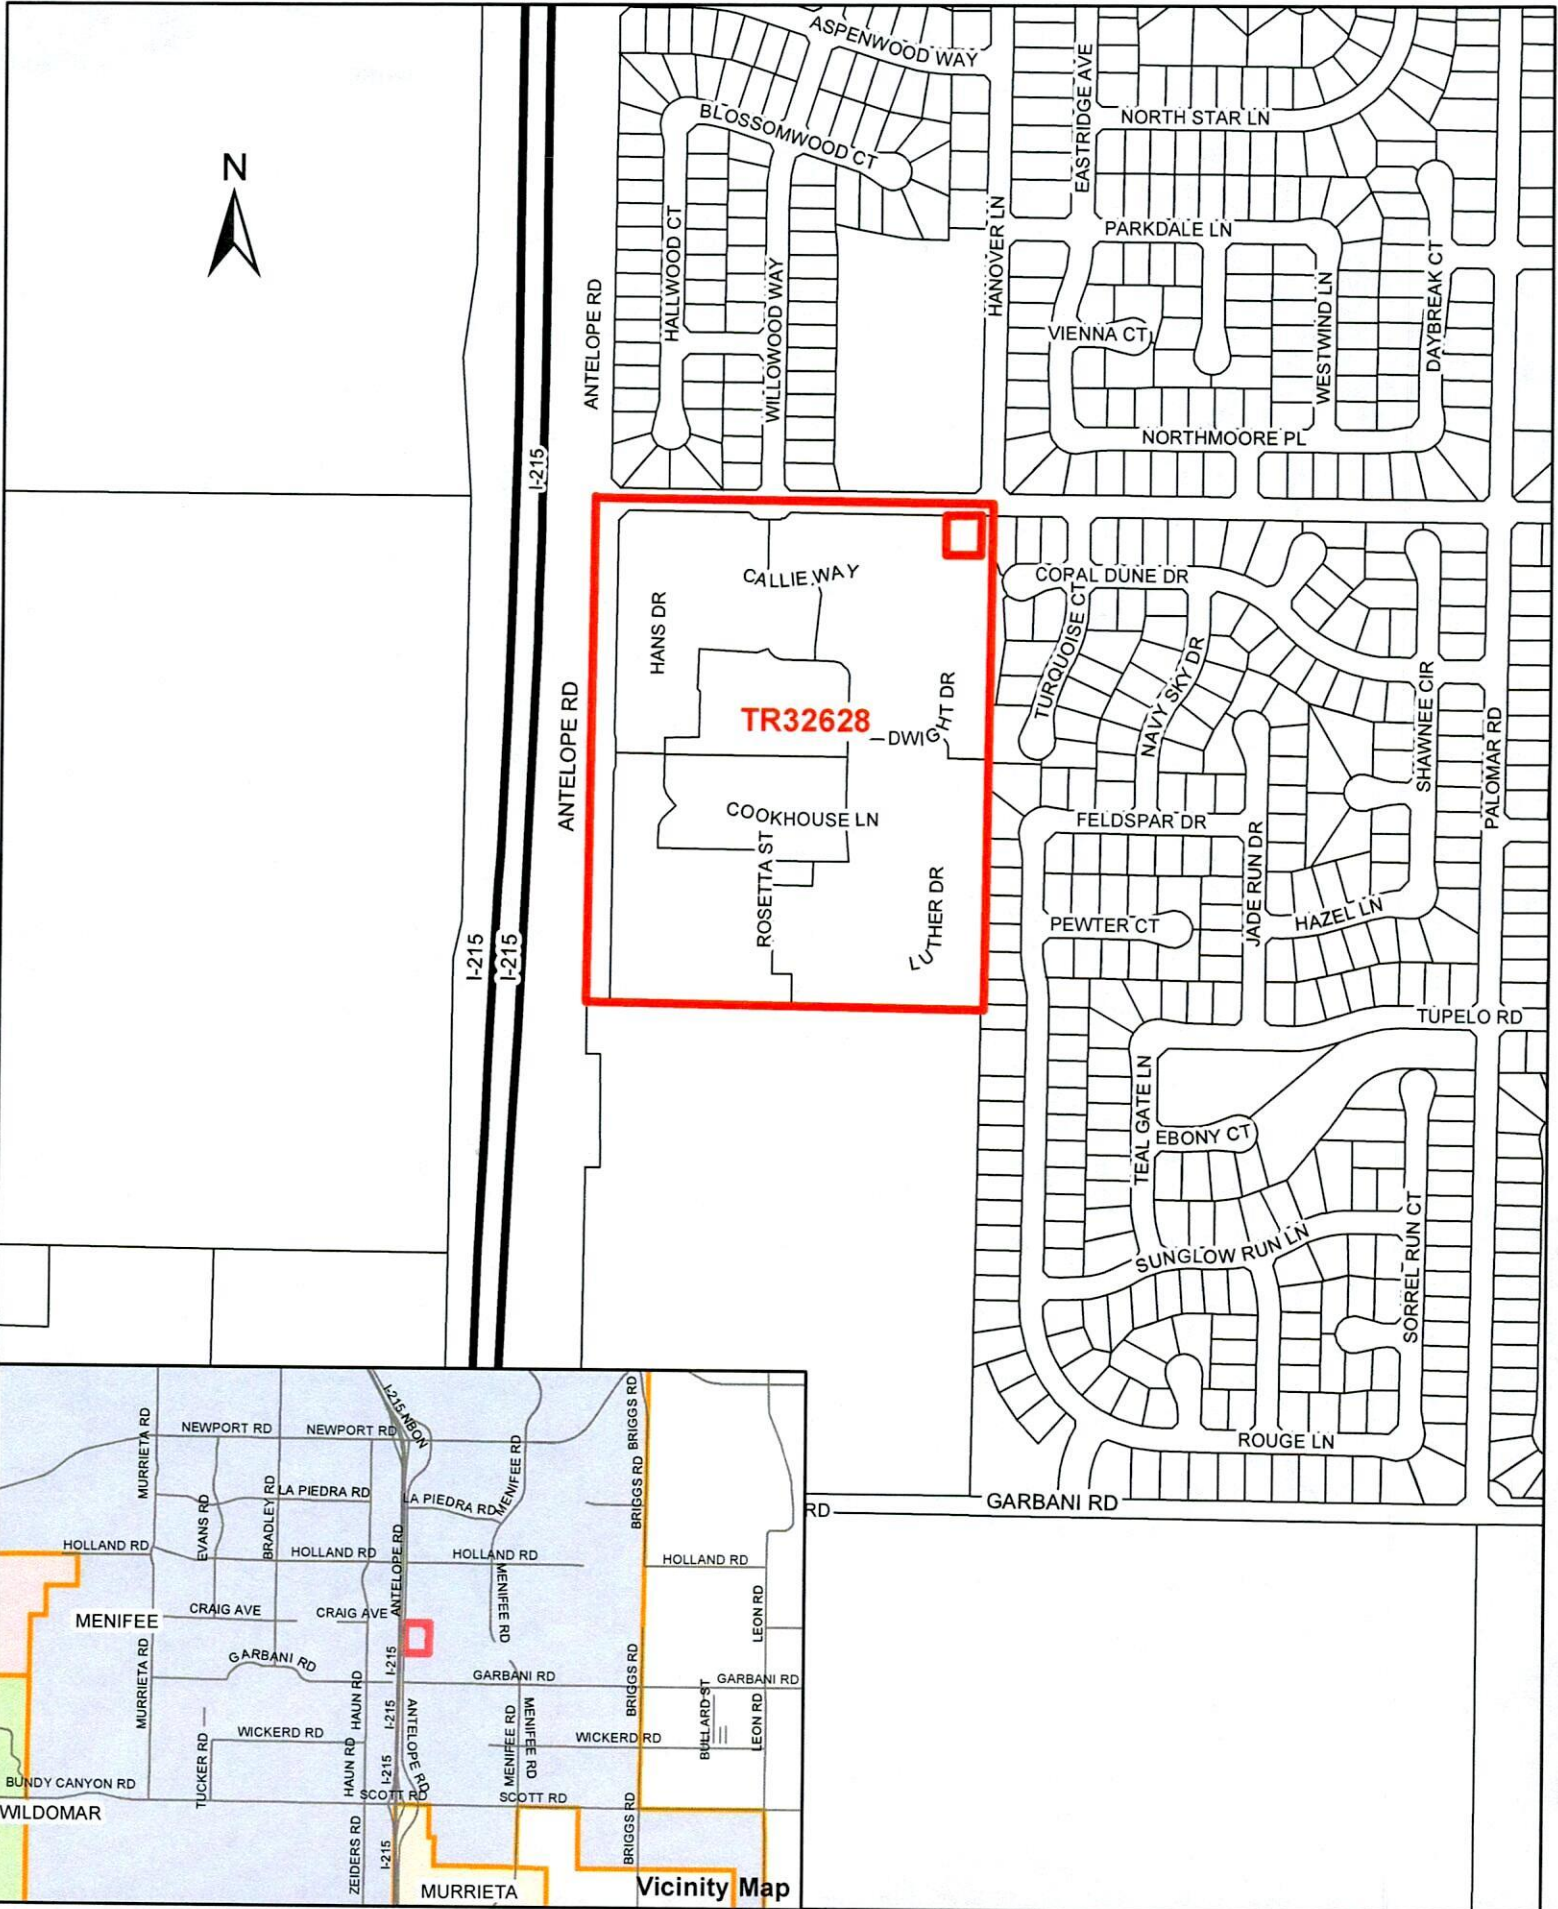 ASPENWOOD WAY
EASTRIDGE AVE
BLOSSOMWOOD CT
NORTH STAR LN
N
HALLWOOD CT
HANOVER LN
PARKDALE LN
DAYBREAK CT
ANTELOPE RD
WILLOWOOD WAY
VIENNA CT
WESTWIND LN
NORTHMOORE PL
I-215
CALLIE WAY
CORAL DUNE DR
HANS DR
TURQUOISE CT
NAVY SKY DR
SHAWNEE CIR
ANTELOPE RD
TR32628
DWIGHT DR
PALOMAR RD
COOKHOUSE LN
FELDSPAR DR
ROSETTA ST
LUTHER DR
JADE RUN DR
HAZEL LN
PEWTER CT
I-215
I-215
TUPELO RD
TEAL GATE LN
EBONY CT
SUNGLOW RUN LN
SORREL RUN CT
ROUGE LN
RD
GARBANI RD
I-215 NBON
BRIGGS RD
MURRIETA RD
NEWPORT RD
NEWPORT RD
MENIFEE RD
BRIGGS RD
LA PIEDRA RD
LA PIEDRA RD
EVANS RD
BRADLEY RD
ANTELOPE RD
HOLLAND RD
HOLLAND RD
HOLLAND RD
HOLLAND RD
MENIFEE RD
MENIFEE
CRAIG AVE
CRAIG AVE
LEON RD
MURRIETA RD
GARBANI RD
I-215
GARBANI RD
BRIGGS RD
GARBANI RD
HAUN RD
I-215
ANTELOPE RD
MENIFEE RD
MENIFEE RD
BULLARD ST
LEON RD
WICKERD RD
WICKERD RD
TUCKER RD
HAUN RD
I-215
BUNDY CANYON RD
SCOTT RD
SCOTT RD
WILDOMAR
BRIGGS RD
ZEIDERS RD
I-215
MURRIETA
Vicinity Map